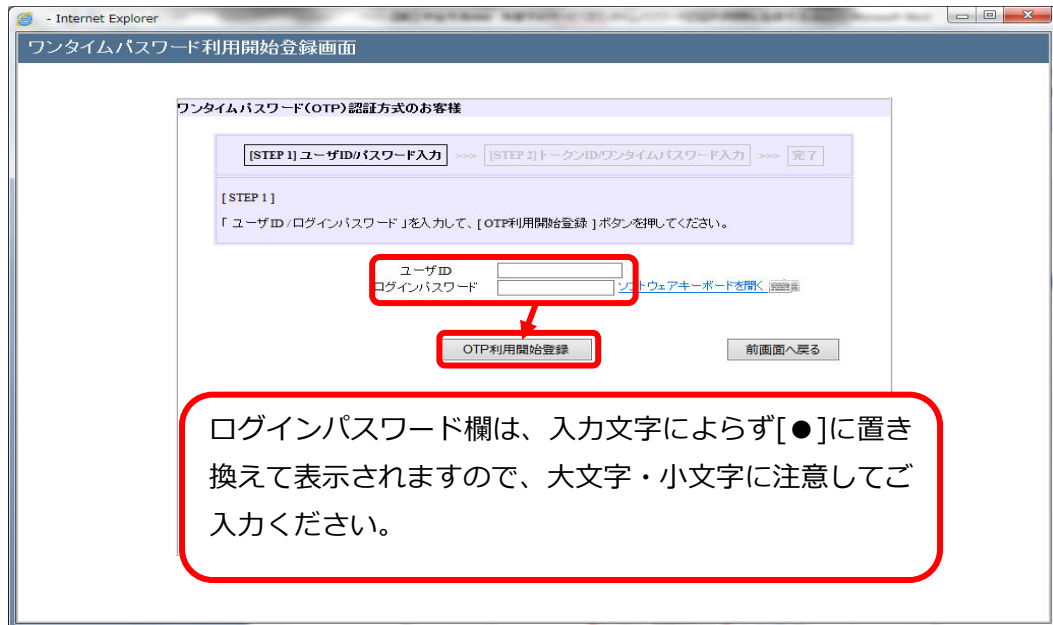 - Internet Explorer
ワンタイムパスワード利用開始登録画面
ワンタイムパスワード(OTP)認証方式のお客様
[STEP 1] ユーザID/パスワード入力 >>> [STEP 2] トークンID/ワンタイムパスワード入力 >>> 完了
[ STEP 1 ]
「 ユーザID / ログインパスワード 」を入力して、[ OTP利用開始登録 ] ボタンを押してください。
ユーザID
ログインパスワード ソフトウェアキーボードを開く
OTP利用開始登録 前画面へ戻る
ログインパスワード欄は、入力文字によらず[●]に置き
換えて表示されますので、大文字・小文字に注意してご
入力ください。